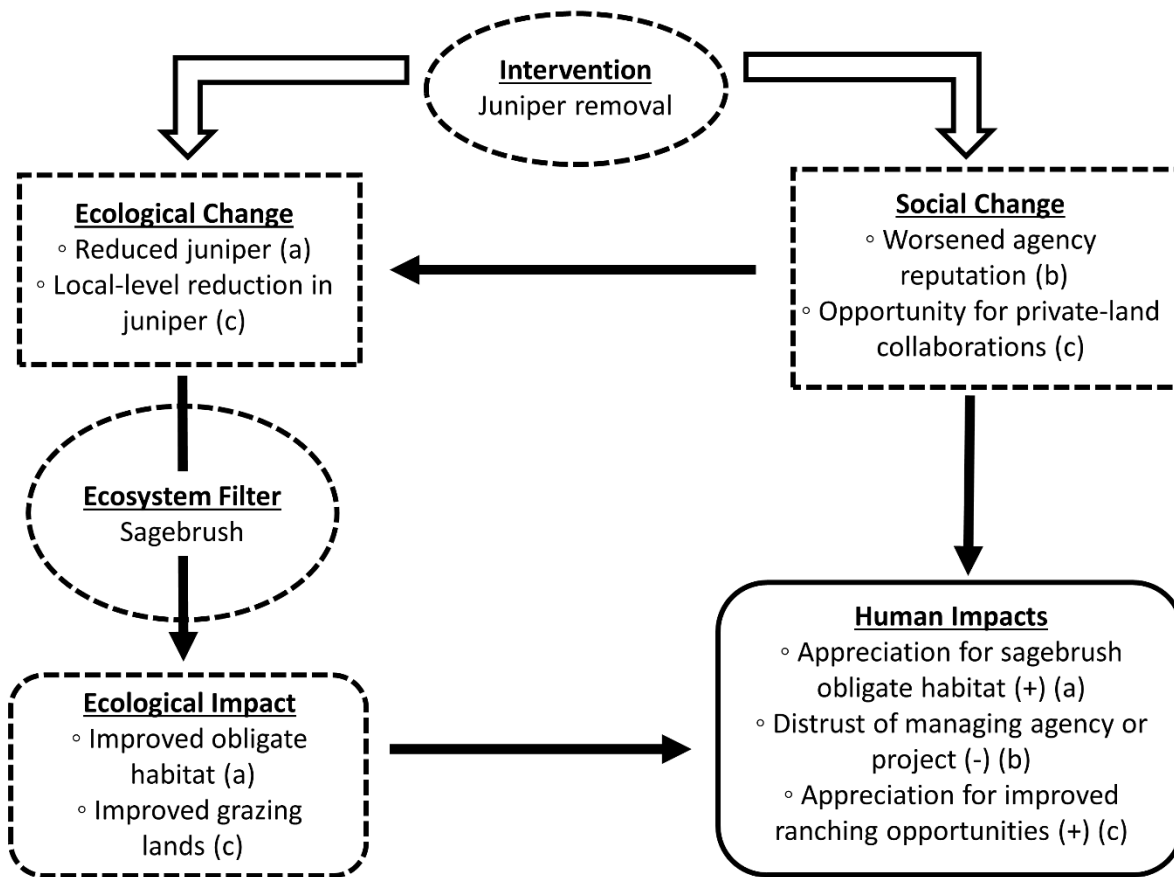 Intervention
Juniper removal
Ecological Change
◦ Reduced juniper (a)
◦ Local-level reduction in
juniper (c)
Social Change
◦ Worsened agency
reputation (b)
◦ Opportunity for private-land
collaborations (c)
Ecosystem Filter
Sagebrush
Ecological Impact
◦ Improved obligate
habitat (a)
◦ Improved grazing
lands (c)
Human Impacts
◦ Appreciation for sagebrush
obligate habitat (+) (a)
◦ Distrust of managing agency or
project (-) (b)
◦ Appreciation for improved
ranching opportunities (+) (c)